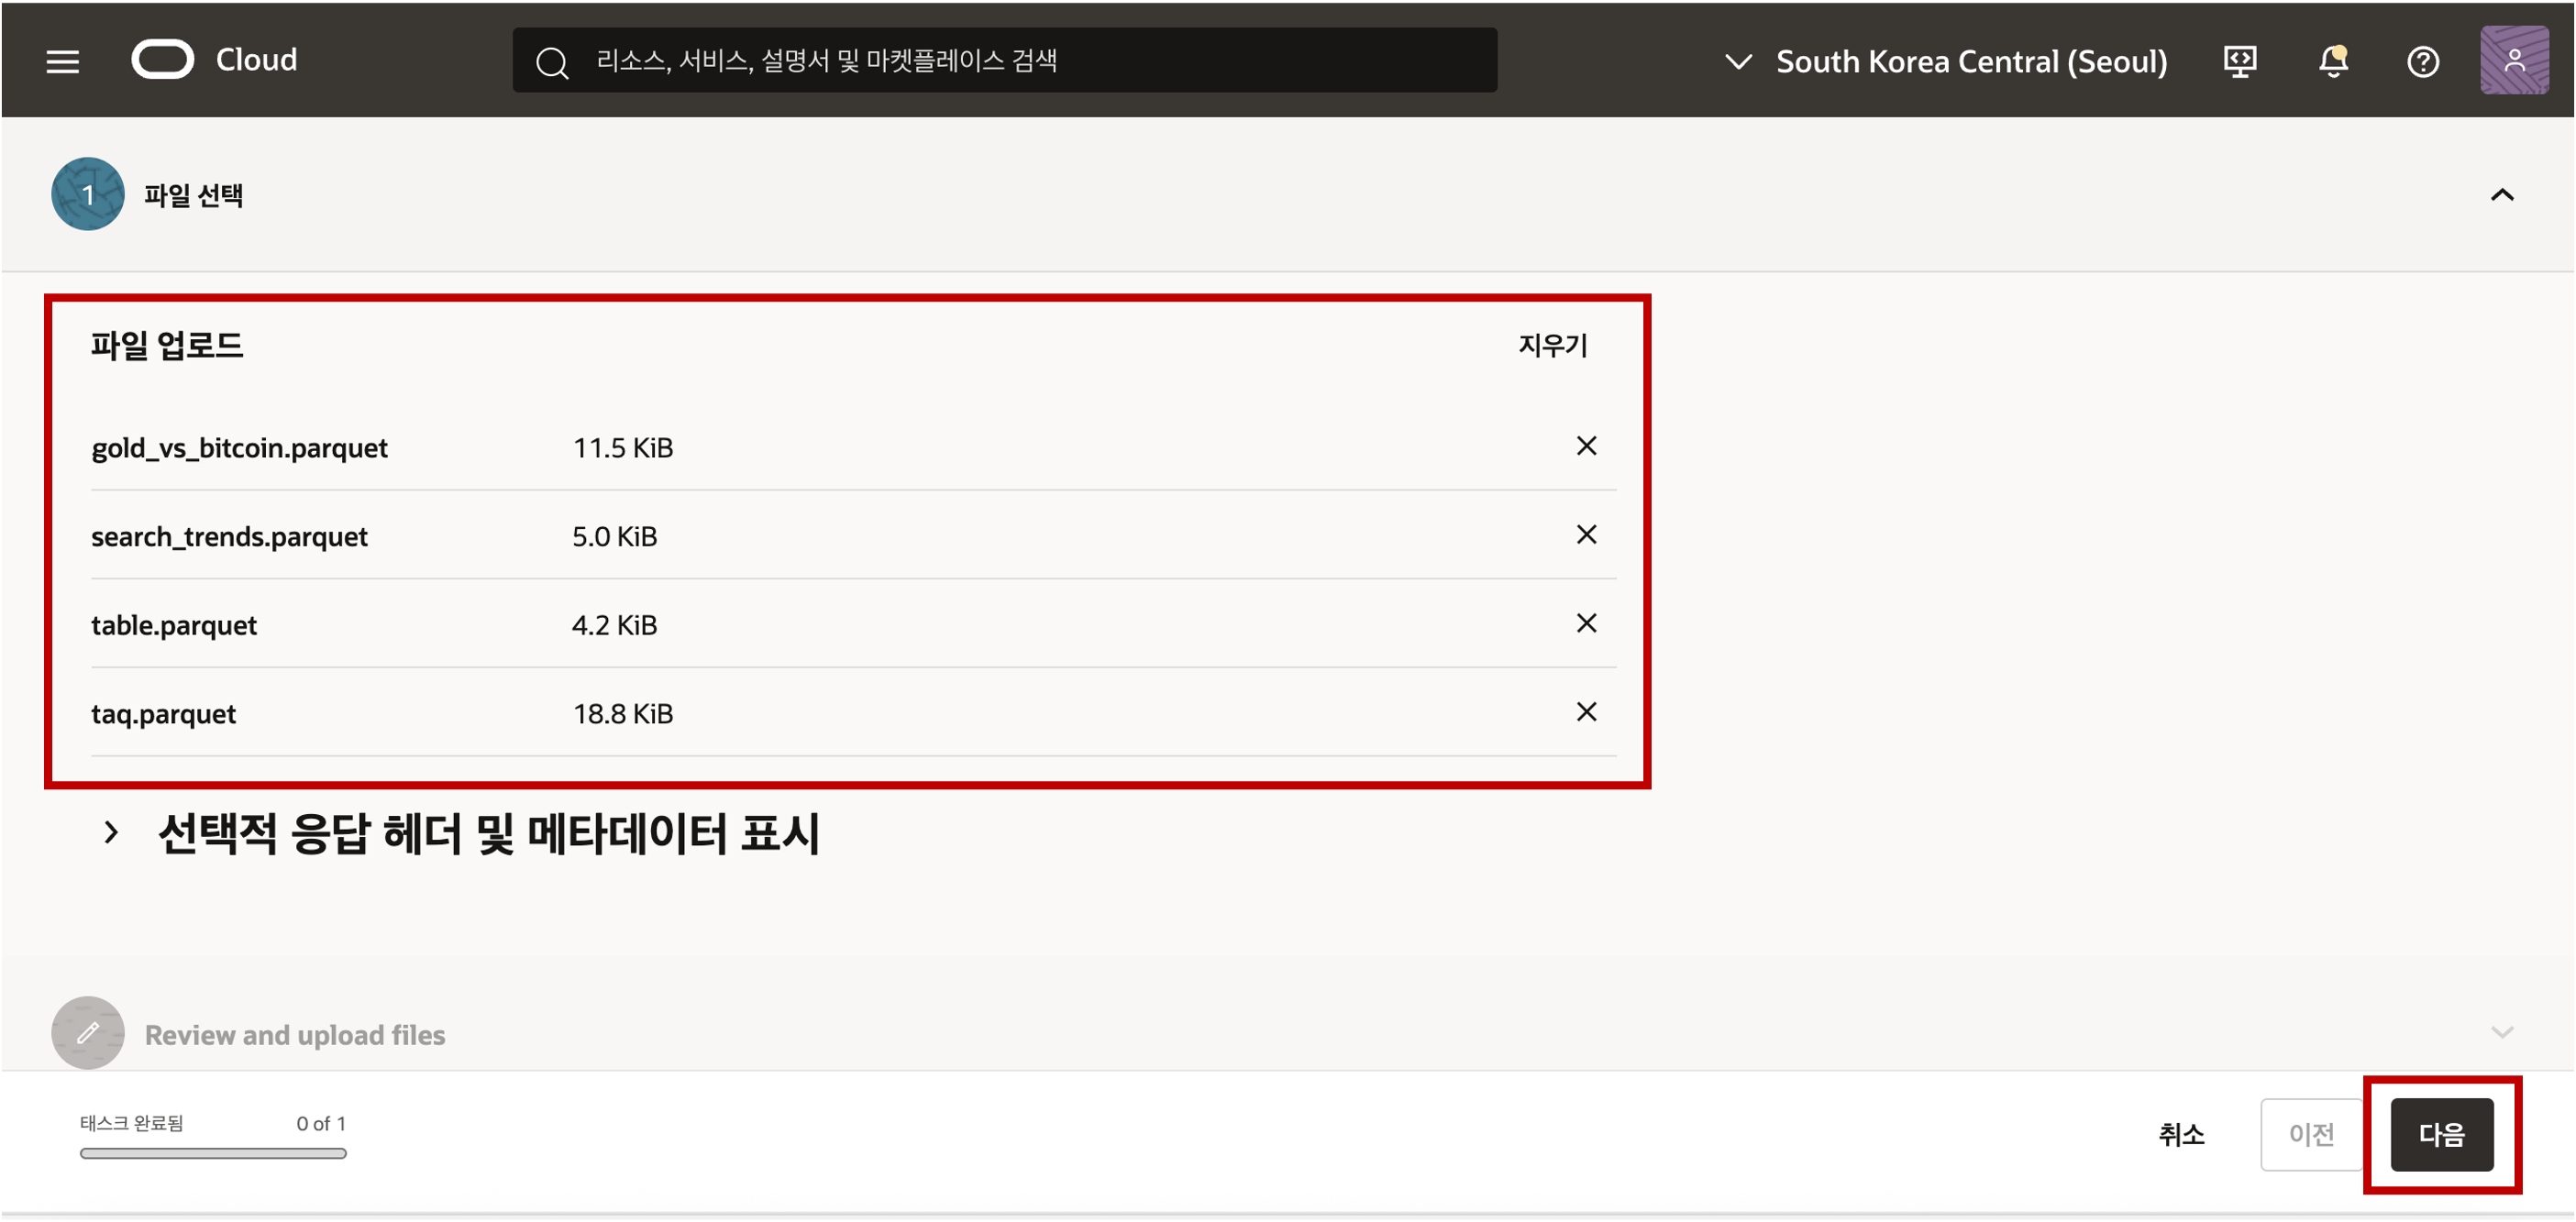 Cloud
리소스, 서비스, 설명서 및 마켓플레이스 검색
South Korea Central (Seoul)
1
파일 선택
파일 업로드
지우기
gold_vs_bitcoin.parquet 11.5 KiB
search_trends.parquet 5.0 KiB
table.parquet 4.2 KiB
taq.parquet 18.8 KiB
선택적 응답 헤더 및 메타데이터 표시
Review and upload files
태스크 완료됨 0 of 1
취소
이전
다음